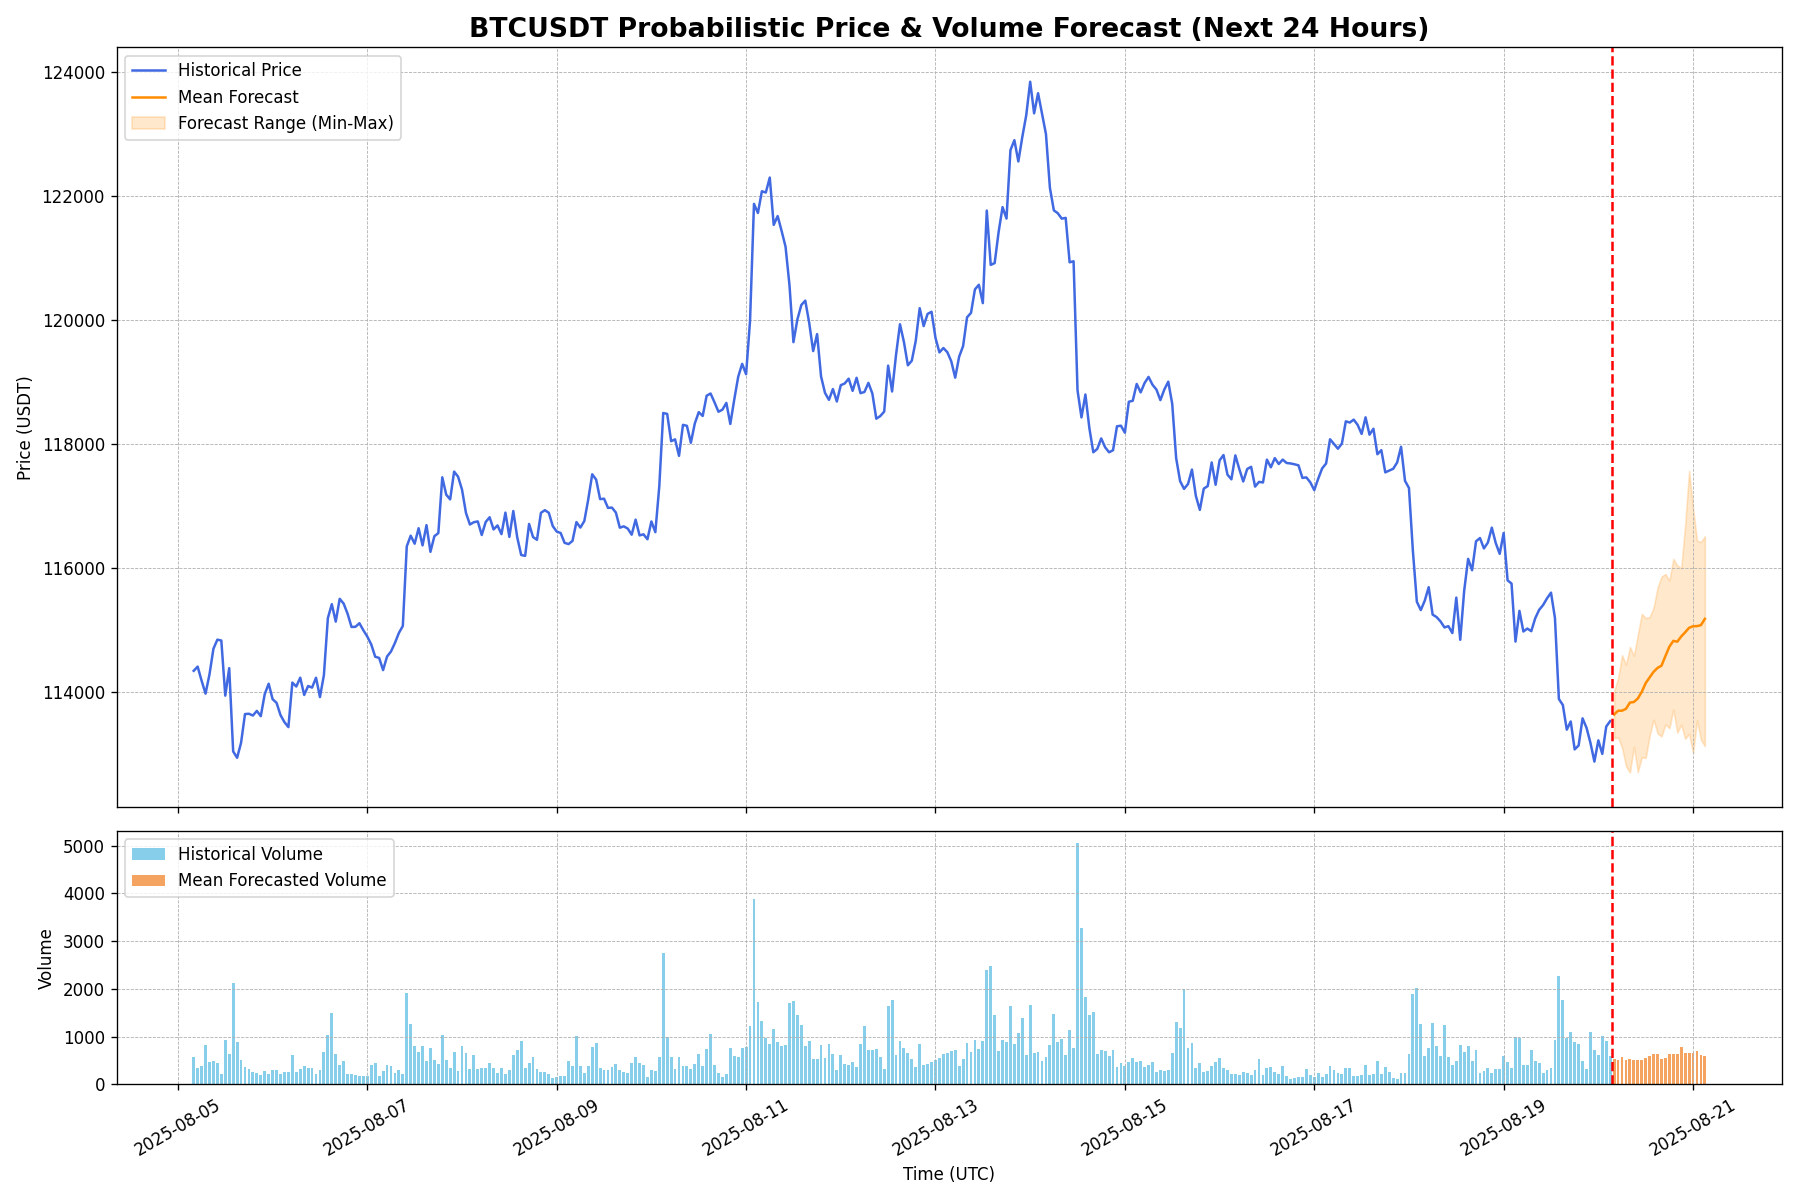 BTCUSDT Probabilistic Price & Volume Forecast (Next 24 Hours)
Historical Price
Mean Forecast
Forecast Range (Min-Max)
124000
122000
120000
118000
116000
114000
Price (USDT)
Historical Volume
Mean Forecasted Volume
5000
4000
3000
2000
1000
0
Volume
2025-08-05
2025-08-07
2025-08-09
2025-08-11
2025-08-13
2025-08-15
2025-08-17
2025-08-19
2025-08-21
Time (UTC)